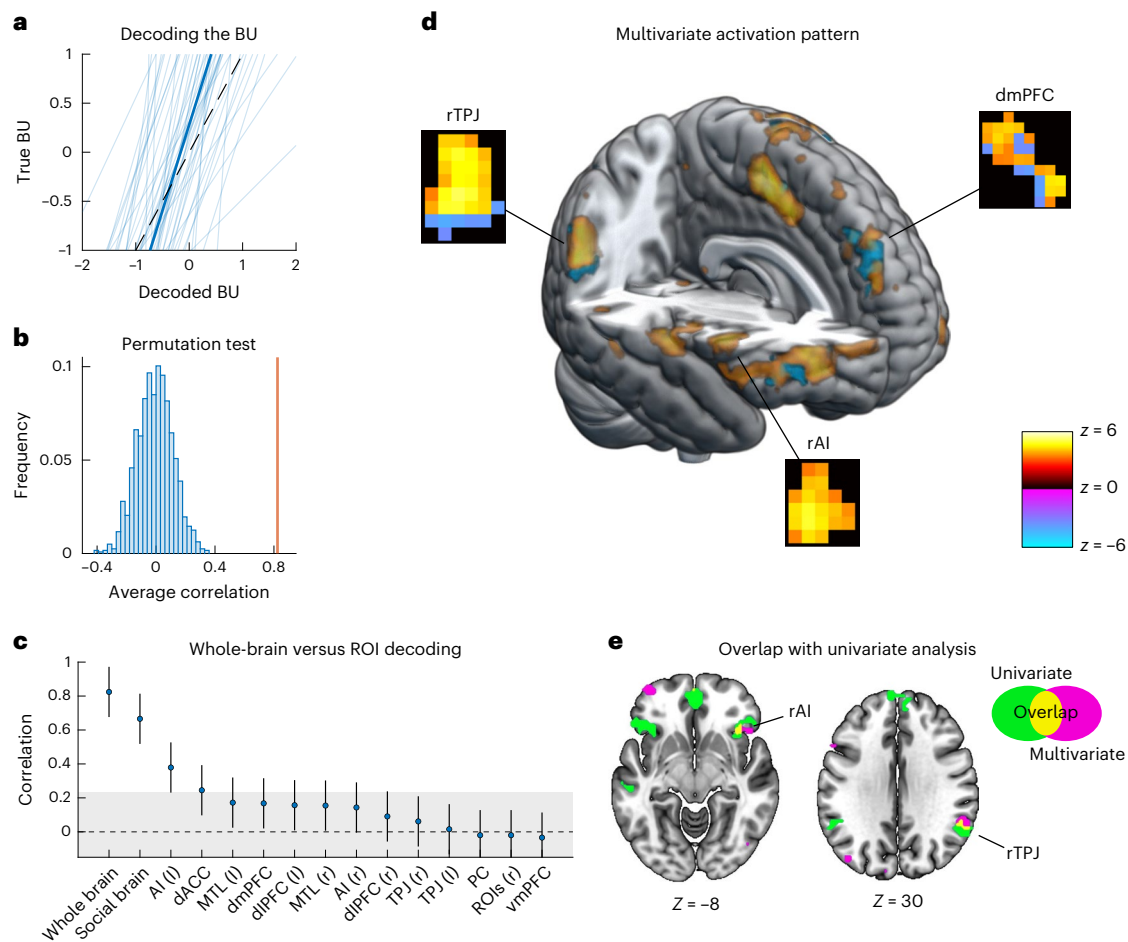 a
Decoding the BU
1
0.5
0
−0.5
−1
True BU
−2
−1
0
1
2
Decoded BU
b
Permutation test
0.1
0.05
0
Frequency
−0.4
0
0.4
0.8
Average correlation
c
Whole-brain versus ROI decoding
1
0.8
0.6
0.4
0.2
0
Correlation
Whole brain
Social brain
AI (l)
dACC
MTL (l)
dmPFC
dlPFC (l)
MTL (r)
AI (r)
dlPFC (r)
TPJ (r)
TPJ (l)
PC
ROIs (r)
vmPFC
d
Multivariate activation pattern
rTPJ
dmPFC
rAI
z = 6
z = 0
z = −6
e
Overlap with univariate analysis
Univariate
Overlap
Multivariate
rAI
rTPJ
Z = −8
Z = 30